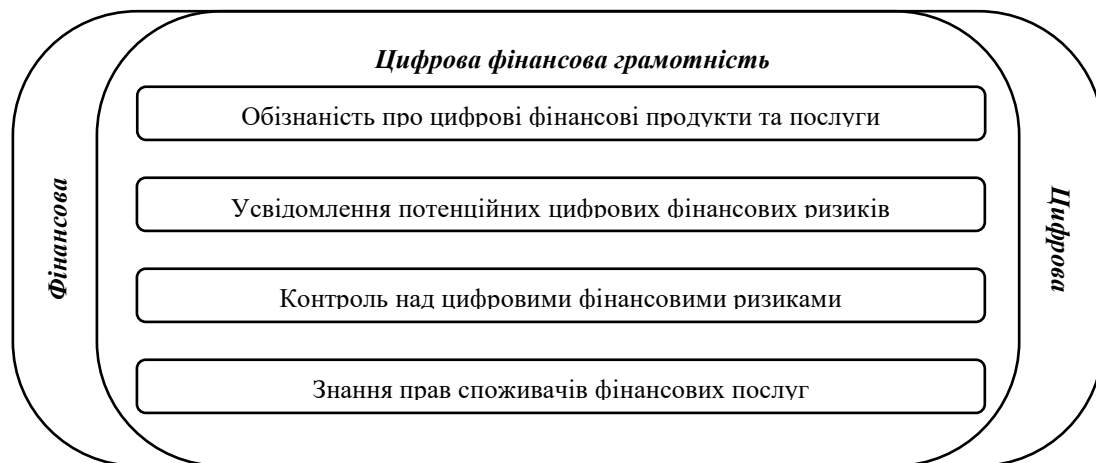 Цифрова фінансова грамотність
Обізнаність про цифрові фінансові продукти та послуги
Усвідомлення потенційних цифрових фінансових ризиків
Контроль над цифровими фінансовими ризиками
Знання прав споживачів фінансових послуг
Фінансова
Цифрова